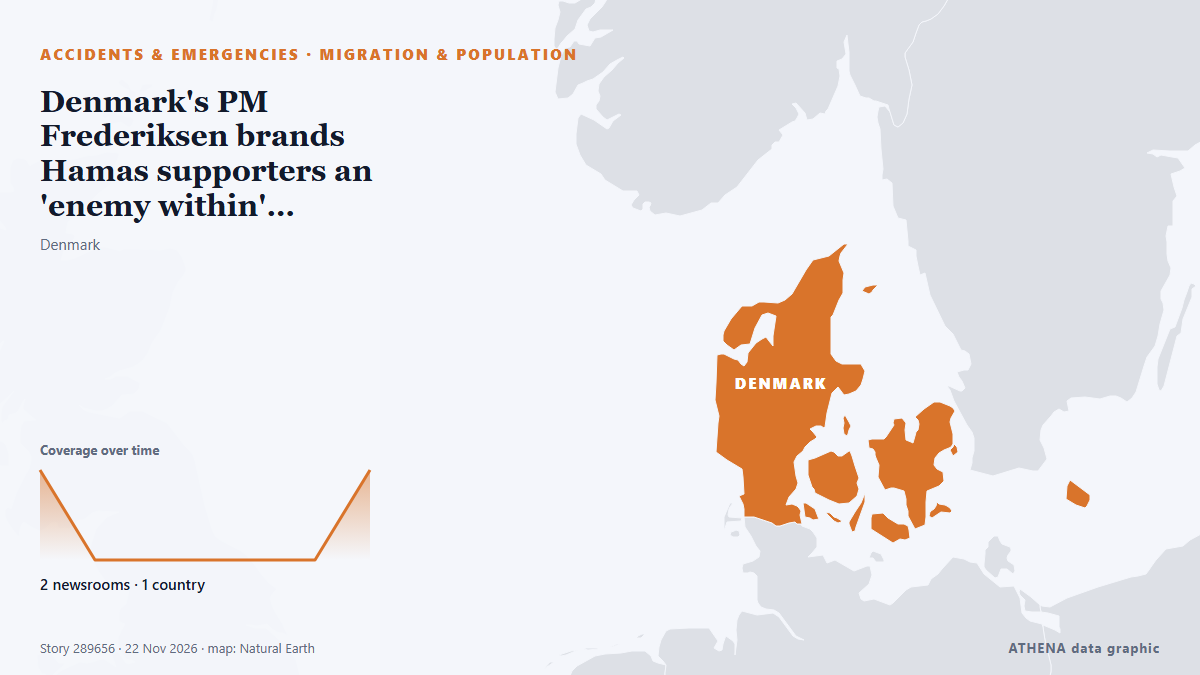 ACCIDENTS & EMERGENCIES · MIGRATION & POPULATION
Denmark's PM
Frederiksen brands
Hamas supporters an
'enemy within'...
Denmark
DENMARK
Coverage over time
2 newsrooms · 1 country
Story 289656 · 22 Nov 2026 · map: Natural Earth
ATHENA data graphic